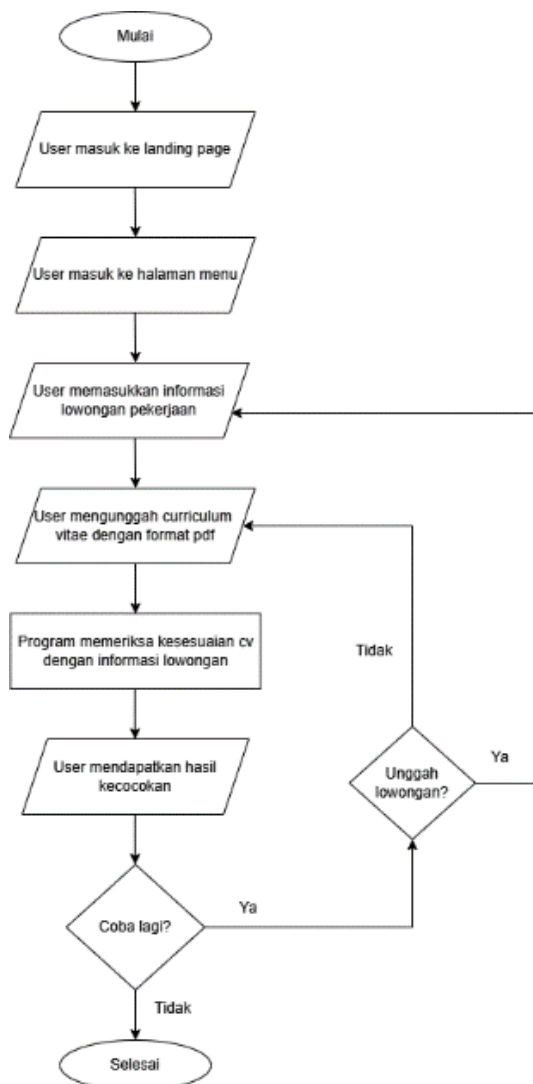 Mulai
User masuk ke landing page
User masuk ke halaman menu
User memasukkan informasi
lowongan pekerjaan
User mengunggah curriculum
vitae dengan format pdf
Program memeriksa kesesuaian cv
dengan informasi lowongan
Tidak
User mendapatkan hasil
kecocokan
Unggah
lowongan?
Ya
Coba lagi?
Ya
Tidak
Selesai